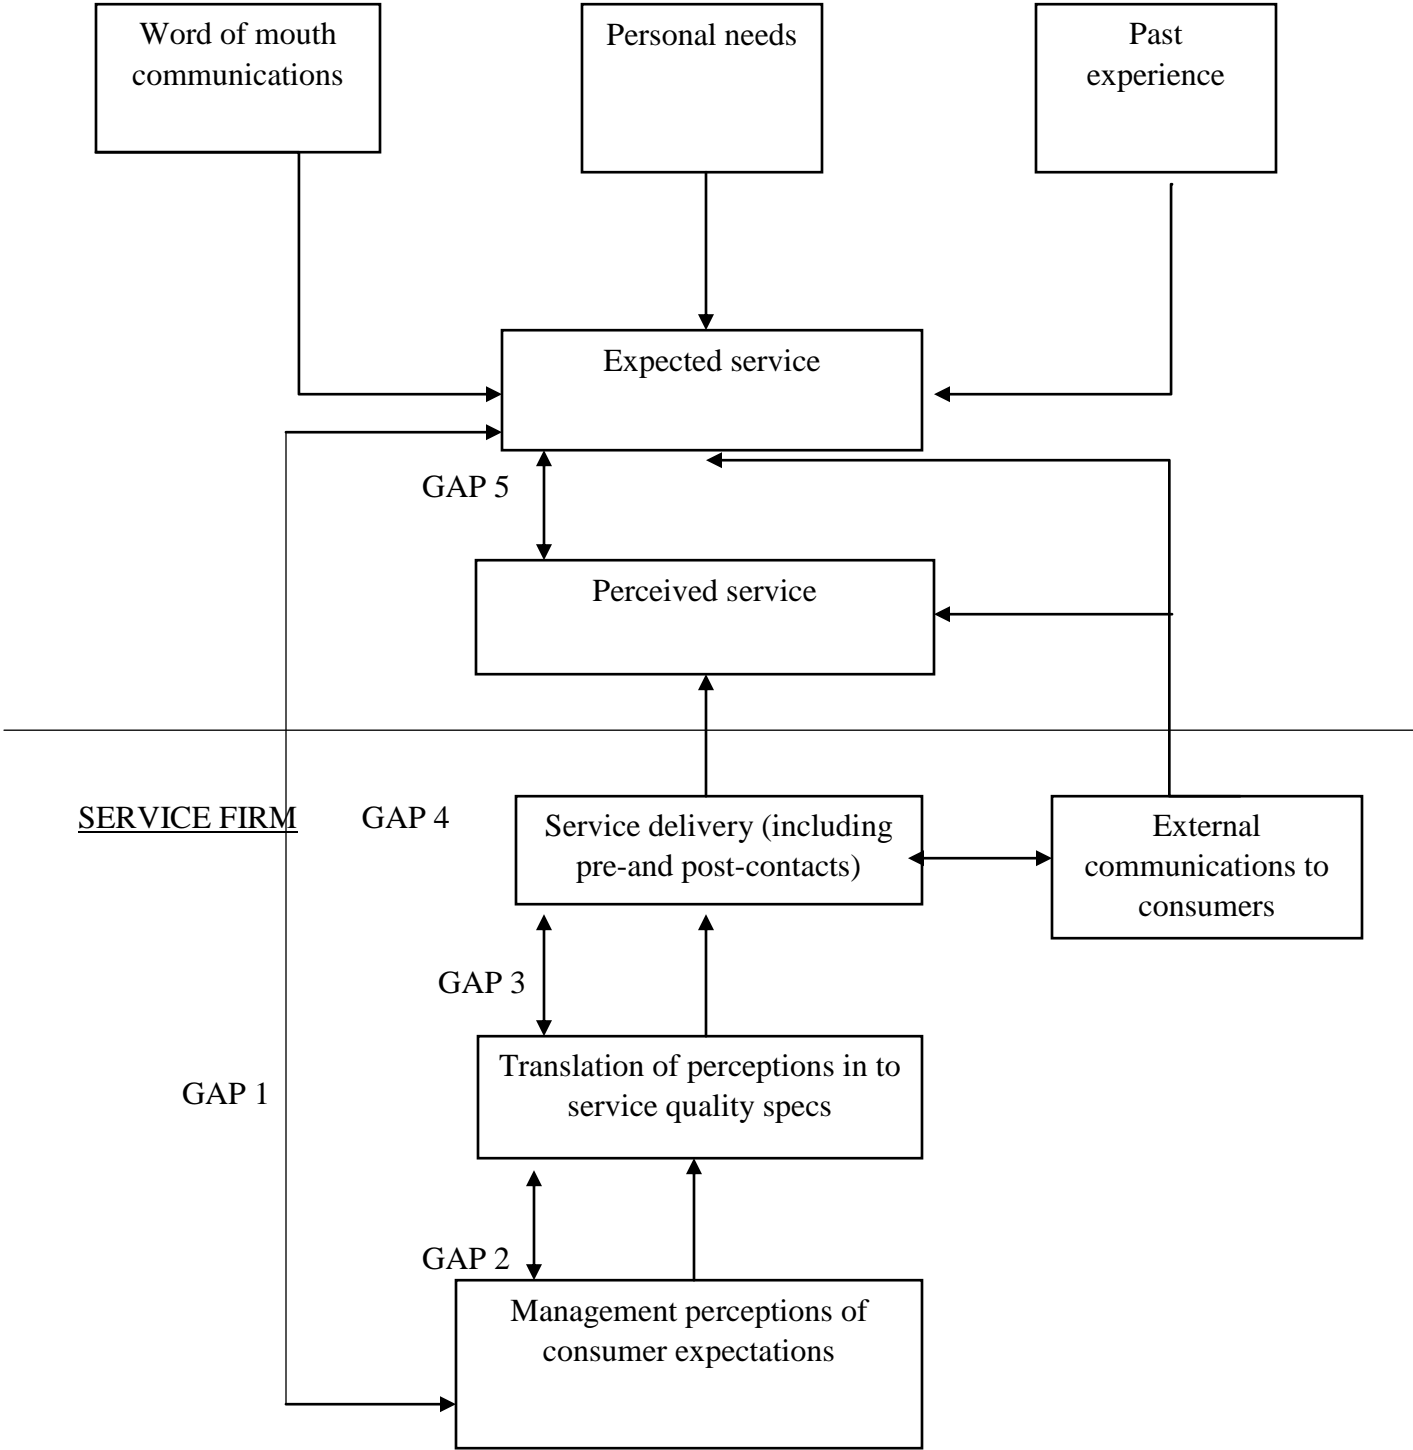 Word of mouth
communications
Personal needs
Past
experience
Expected service
GAP 5
Perceived service
SERVICE FIRM
GAP 4
Service delivery (including
pre-and post-contacts)
External
communications to
consumers
GAP 3
Translation of perceptions in to
service quality specs
GAP 1
GAP 2
Management perceptions of
consumer expectations